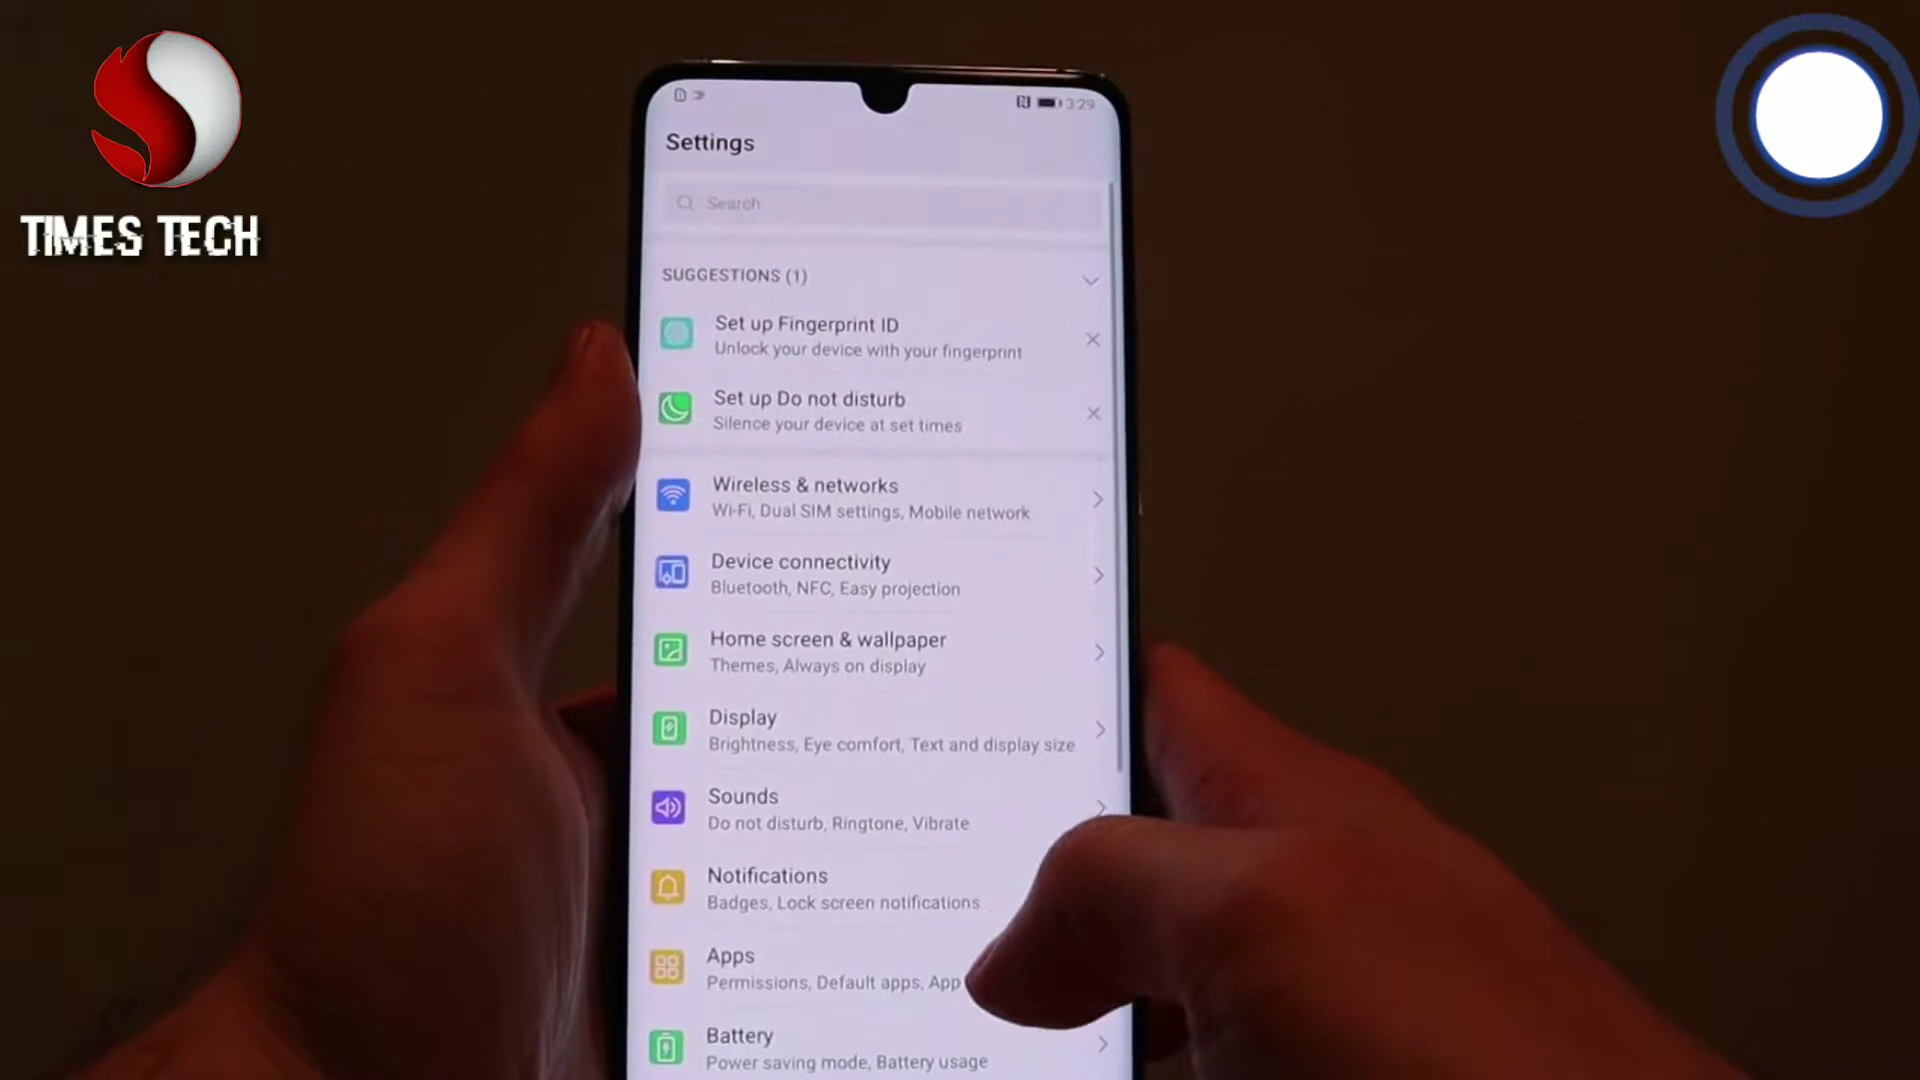 TIMES TECH
3:29
Settings
Search
SUGGESTIONS (1)
Set up Fingerprint ID
Unlock your device with your fingerprint
Set up Do not disturb
Silence your device at set times
Wireless & networks
Wi-Fi, Dual SIM settings, Mobile network
Device connectivity
Bluetooth, NFC, Easy projection
Home screen & wallpaper
Themes, Always on display
Display
Brightness, Eye comfort, Text and display size
Sounds
Do not disturb, Ringtone, Vibrate
Notifications
Badges, Lock screen notifications
Apps
Permissions, Default apps, App
Battery
Power saving mode, Battery usage